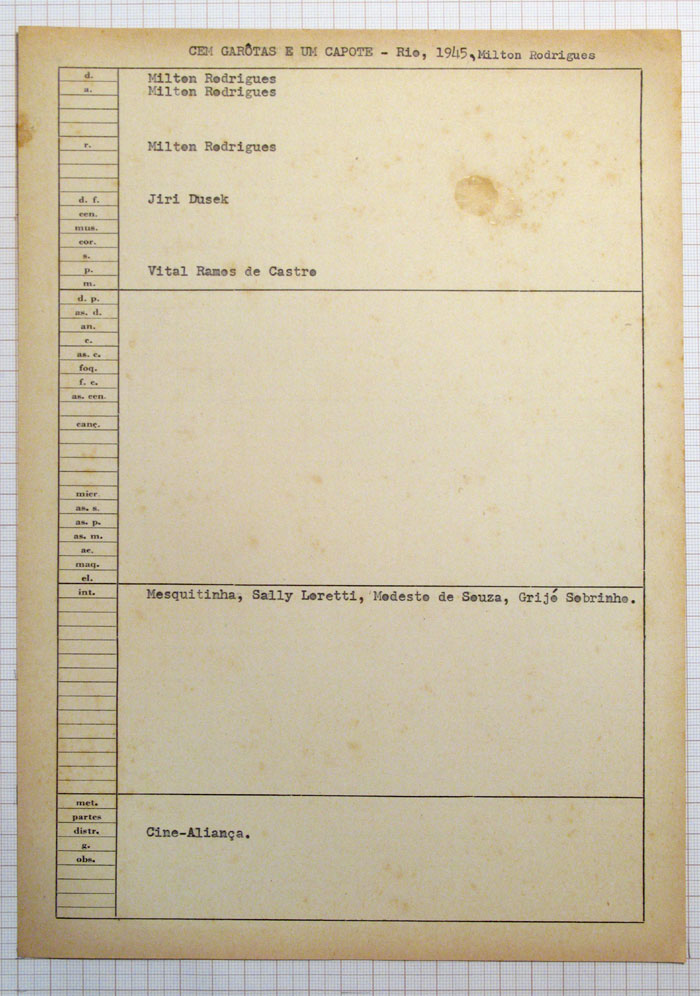 CEM GARÔTAS E UM CAPOTE - Rio, 1945, Milton Rodrigues
d. Milton Rodrigues
a. Milton Rodrigues
r. Milton Rodrigues
d. f. Jiri Dusek
cen.
mus.
cor.
s.
p. Vital Ramos de Castro
m.
d. p.
as. d.
an.
c.
as. c.
foq.
f. c.
as. cen.
canç.
micr.
as. s.
as. p.
as. m.
ac.
maq.
el.
int. Mesquitinha, Sally Loretti, Modesto de Souza, Grijó Sobrinho.
met.
partes
distr. Cine-Aliança.
g.
obs.